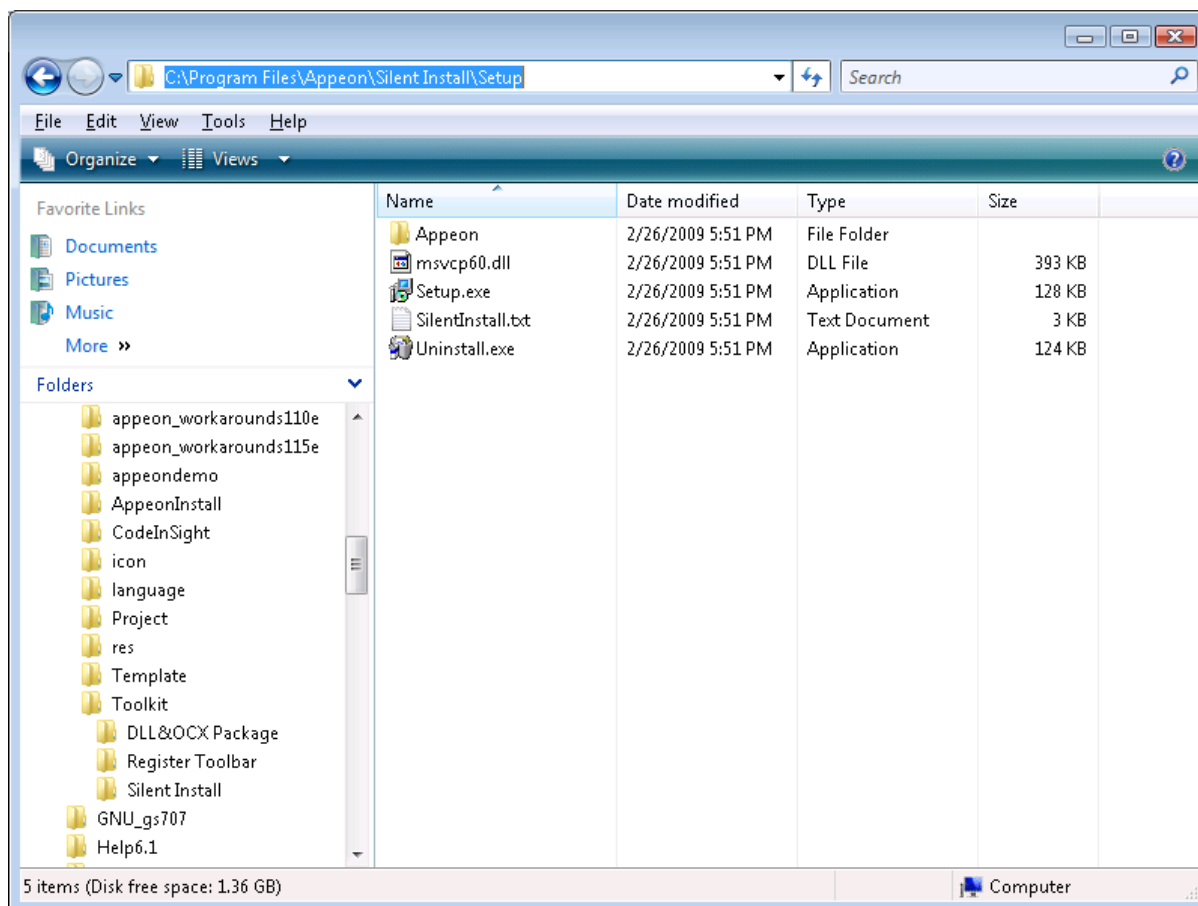 C:\Program Files\Appeon\Silent Install\Setup
Search
File Edit View Tools Help
Organize Views
Favorite Links
Documents
Pictures
Music
More »
Folders
appeon_workarounds110e
appeon_workarounds115e
appeondemo
AppeonInstall
CodeInSight
icon
language
Project
res
Template
Toolkit
DLL&OCX Package
Register Toolbar
Silent Install
GNU_gs707
Help6.1
Name Date modified Type Size
Appeon 2/26/2009 5:51 PM File Folder
msvcp60.dll 2/26/2009 5:51 PM DLL File 393 KB
Setup.exe 2/26/2009 5:51 PM Application 128 KB
SilentInstall.txt 2/26/2009 5:51 PM Text Document 3 KB
Uninstall.exe 2/26/2009 5:51 PM Application 124 KB
5 items (Disk free space: 1.36 GB) Computer